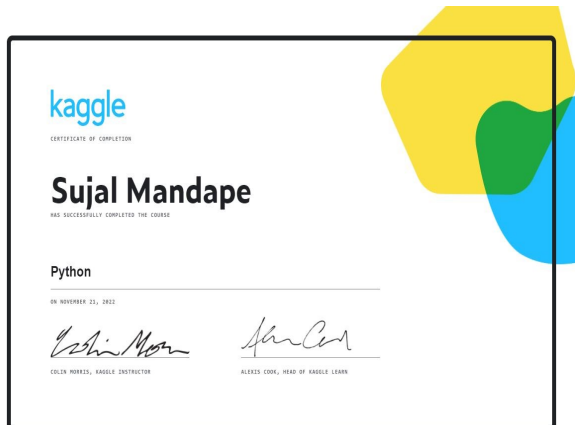 kaggle
CERTIFICATE OF COMPLETION
Sujal Mandape
HAS SUCCESSFULLY COMPLETED THE COURSE
Python
ON NOVEMBER 21, 2022
COLIN MORRIS, KAGGLE INSTRUCTOR
ALEXIS COOK, HEAD OF KAGGLE LEARN